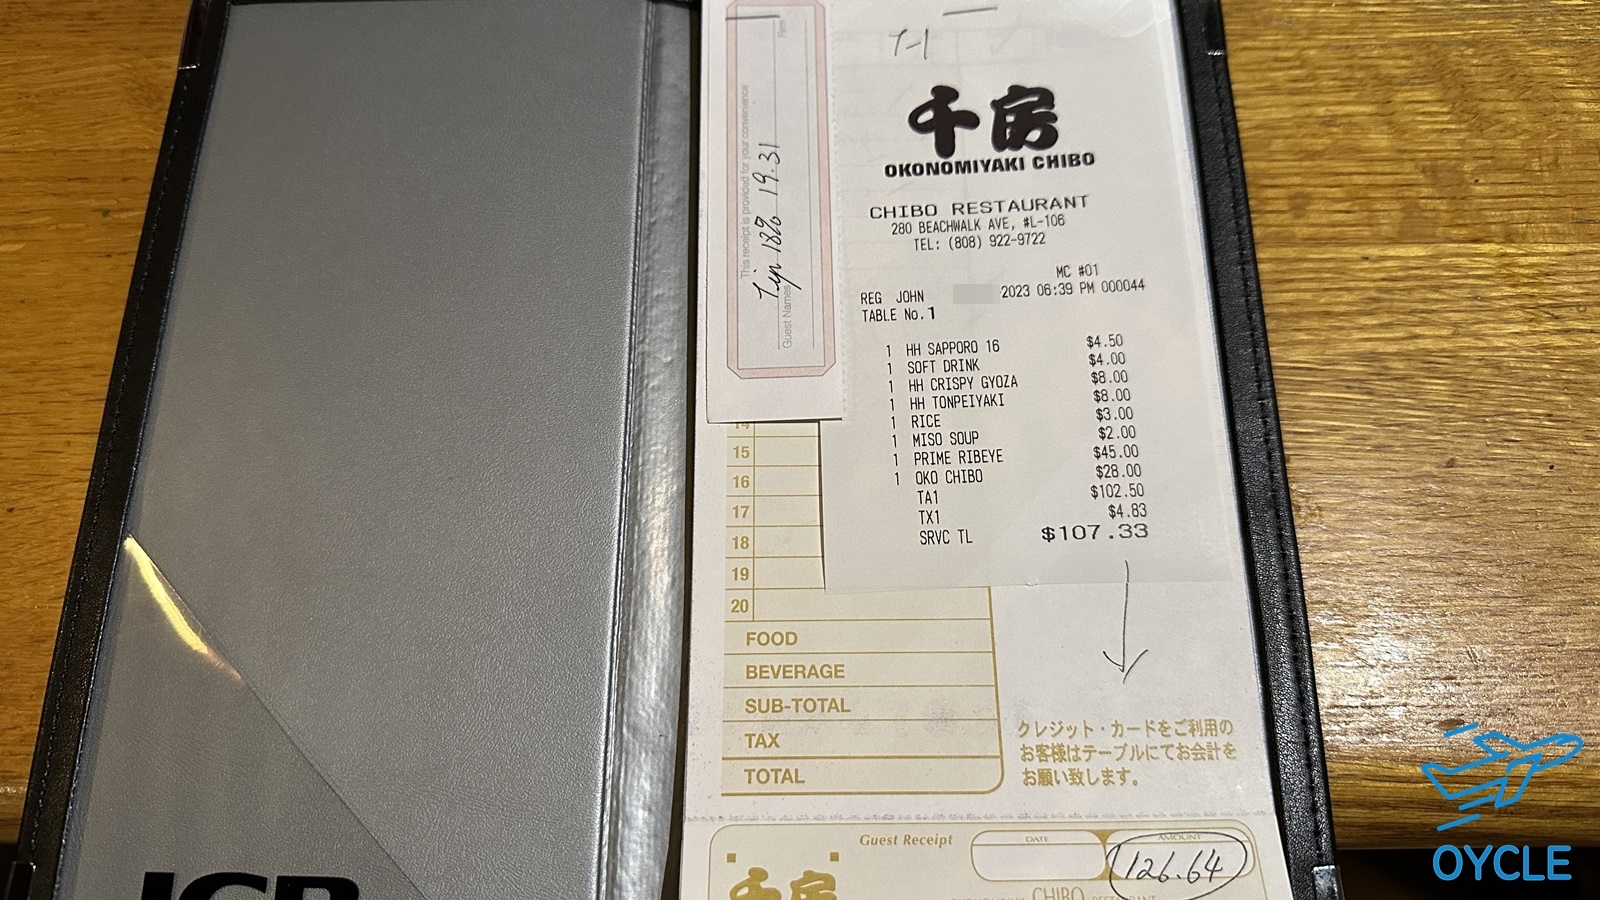 T-1
千房
OKONOMIYAKI CHIBO
CHIBO RESTAURANT
280 BEACHWALK AVE, #L-106
TEL: (808) 922-9722
MC #01
REG JOHN 2023 06:39 PM 000044
TABLE No.1
1 HH SAPPORO 16 $4.50
1 SOFT DRINK $4.00
1 HH CRISPY GYOZA $8.00
1 HH TONPEIYAKI $8.00
1 RICE $3.00
1 MISO SOUP $2.00
1 PRIME RIBEYE $45.00
1 OKO CHIBO $28.00
TA1 $102.50
TX1 $4.83
SRVC TL $107.33
This receipt is provided for your convenience
Tip 18% 19.31
Guest Names
14
15
16
17
18
19
20
FOOD
BEVERAGE
SUB-TOTAL
TAX
TOTAL
クレジット・カードをご利用の
お客様はテーブルにてお会計を
お願い致します。
Guest Receipt
DATE
AMOUNT
126.64
千房
CHIBO RESTAURANT
JCB
OYCLE